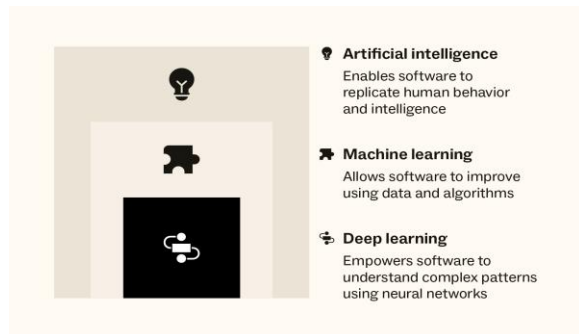 Artificial intelligence
Enables software to
replicate human behavior
and intelligence
Machine learning
Allows software to improve
using data and algorithms
Deep learning
Empowers software to
understand complex patterns
using neural networks